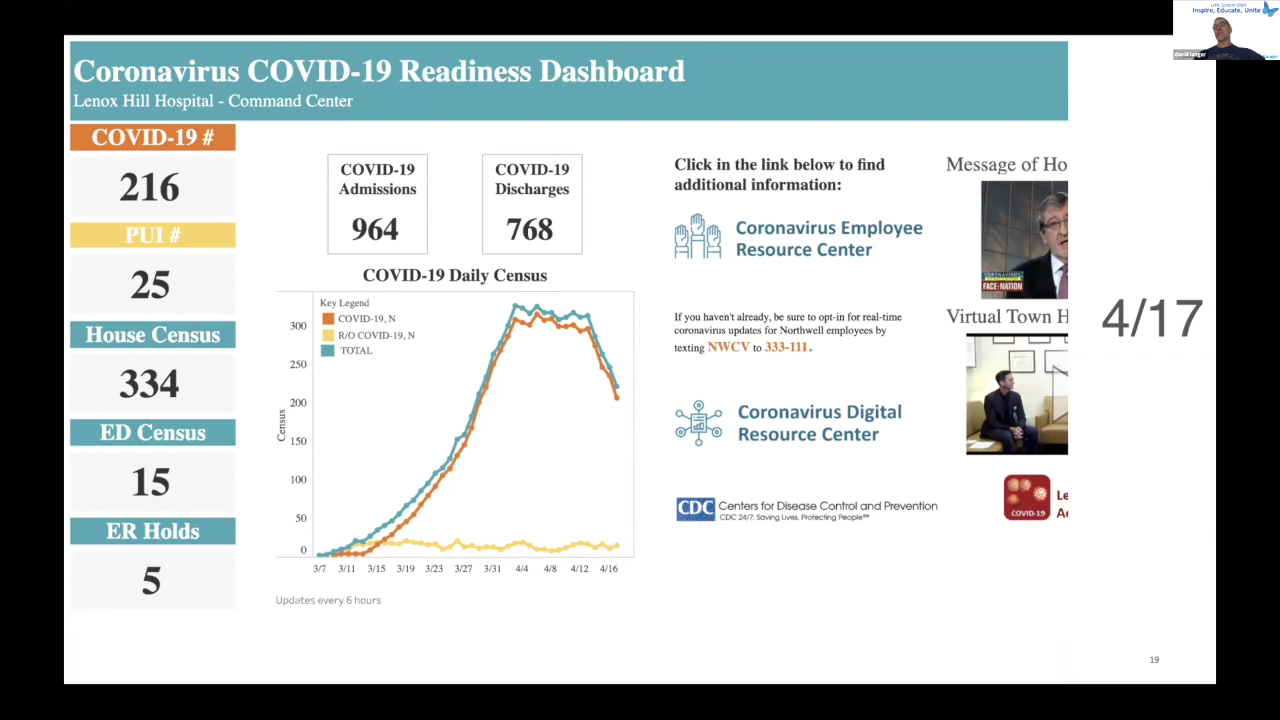 Inspire, Educate, Unite
david langer
Coronavirus COVID-19 Readiness Dashboard
Lenox Hill Hospital - Command Center
COVID-19 #
216
PUI #
25
House Census
334
ED Census
15
ER Holds
5
COVID-19
Admissions
964
COVID-19
Discharges
768
COVID-19 Daily Census
Key Legend
COVID-19, N
R/O COVID-19, N
TOTAL
Census
300
250
200
150
100
50
0
3/7 3/11 3/15 3/19 3/23 3/27 3/31 4/4 4/8 4/12 4/16
Updates every 6 hours
Click in the link below to find
additional information:
Coronavirus Employee
Resource Center
If you haven't already, be sure to opt-in for real-time
coronavirus updates for Northwell employees by
texting NWCV to 333-111.
Coronavirus Digital
Resource Center
CDC
Centers for Disease Control and Prevention
CDC 24/7: Saving Lives. Protecting People™
Message of Ho
CORONAVIRUS
FACE THE NATION
Virtual Town H
COVID-19
Le
Ac
4/17
19